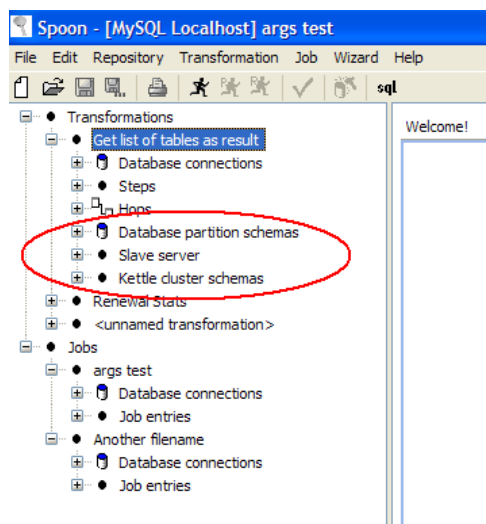 Spoon - [MySQL Localhost] args test
File Edit Repository Transformation Job Wizard Help
sql
Transformations
Welcome!
Get list of tables as result
Database connections
Steps
Hops
Database partition schemas
Slave server
Kettle cluster schemas
Renewal Stats
<unnamed transformation>
Jobs
args test
Database connections
Job entries
Another filename
Database connections
Job entries